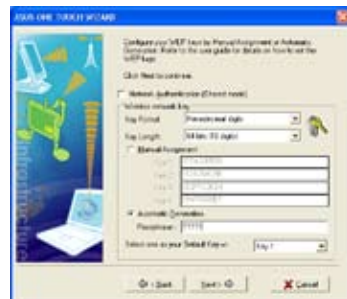 ASUS ONE TOUCH WIZARD
Configure your WEP keys by Manual Assignment or Automatic
Generation. Refer to the user guide for details on how to set the
WEP keys.
Click Next to continue.
Network Authentication (Shared mode)
Wireless network key
Key Format: Hexadecimal digits
Key Length: 64 bits (10 digits)
Manual Assignment
Key 1:
Key 2:
Key 3:
Key 4:
Automatic Generation
Passphrase:
Select one as your Default Key => Key 1
< Back
Next >
Cancel
infrastructure